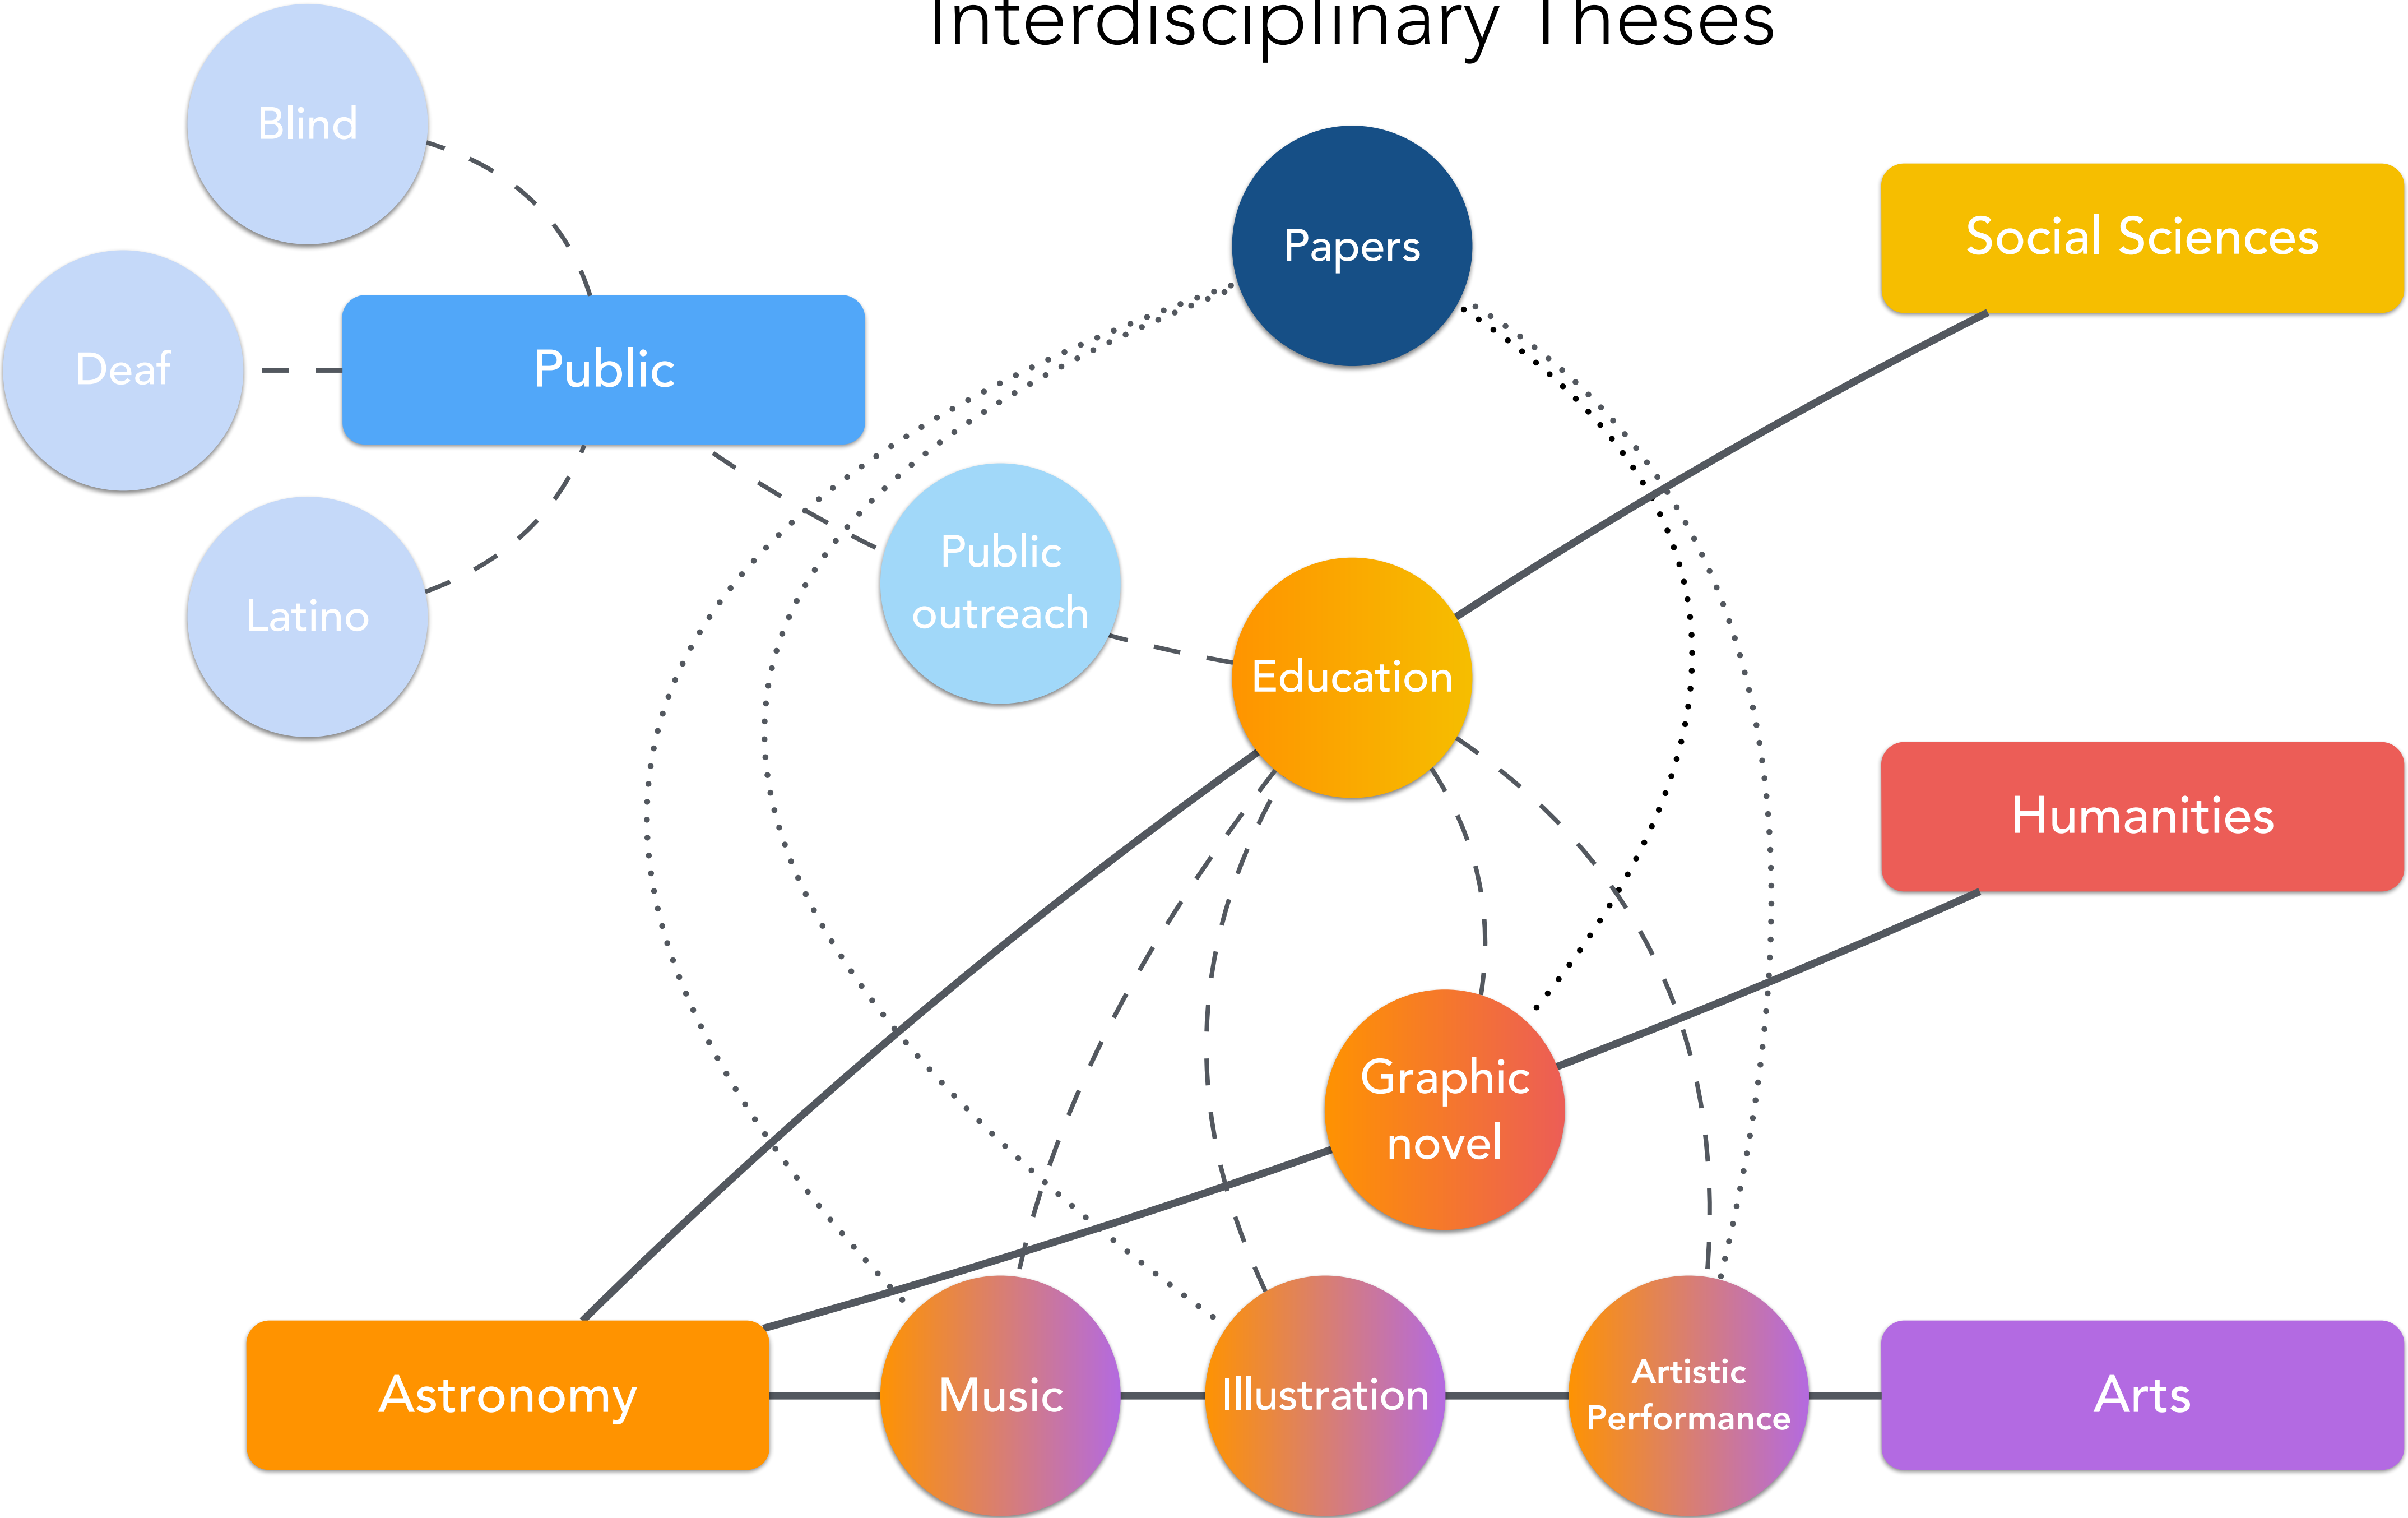 Interdisciplinary Theses
Blind
Papers
Social Sciences
Deaf
Public
Public
outreach
Latino
Education
Humanities
Graphic
novel
Astronomy
Music
Illustration
Artistic
Performance
Arts